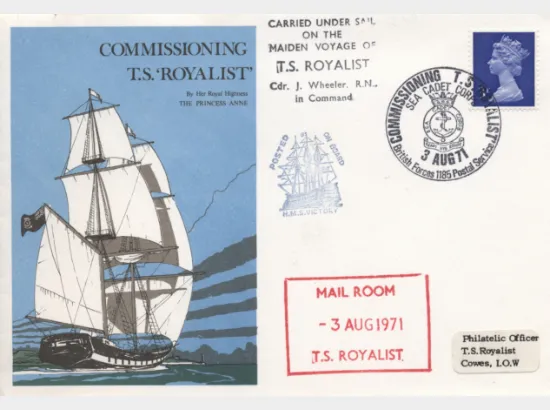 COMMISSIONING
T.S. 'ROYALIST'
By Her Royal Highness
THE PRINCESS ANNE
CARRIED UNDER SAIL
ON THE
MAIDEN VOYAGE OF
T.S. ROYALIST
Cdr. J. Wheeler. R.N.,
in Command
POSTED ON BOARD
H.M.S. VICTORY
COMMISSIONING T.S. ROYALIST
SEA CADET CORPS
3 AUG 71
British Forces 1185 Postal Service
MAIL ROOM
- 3 AUG 1971
T.S. ROYALIST
Philatelic Officer
T.S. Royalist
Cowes, I.O.W